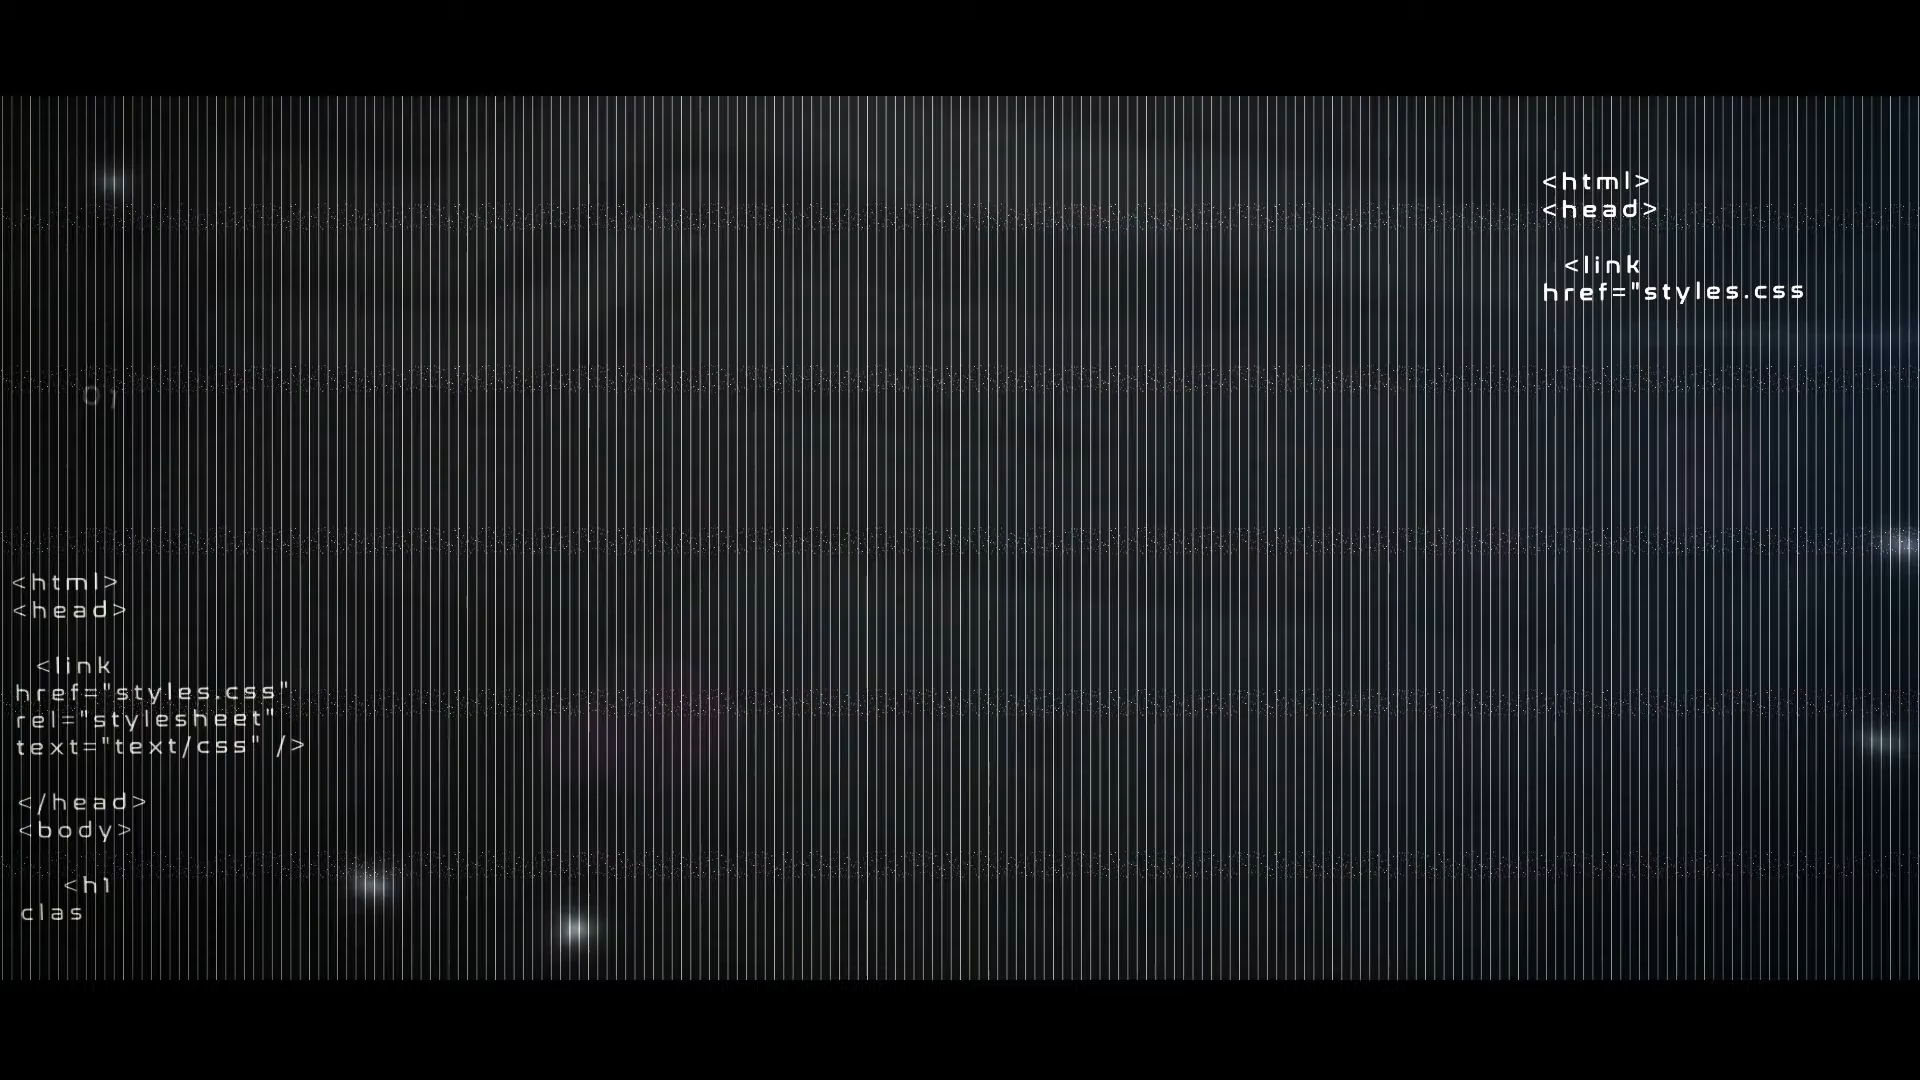 <html>
<head>
<link
href="styles.css
01
<html>
<head>
<link
href="styles.css"
rel="stylesheet"
text="text/css" />
</head>
<body>
<h1
clas